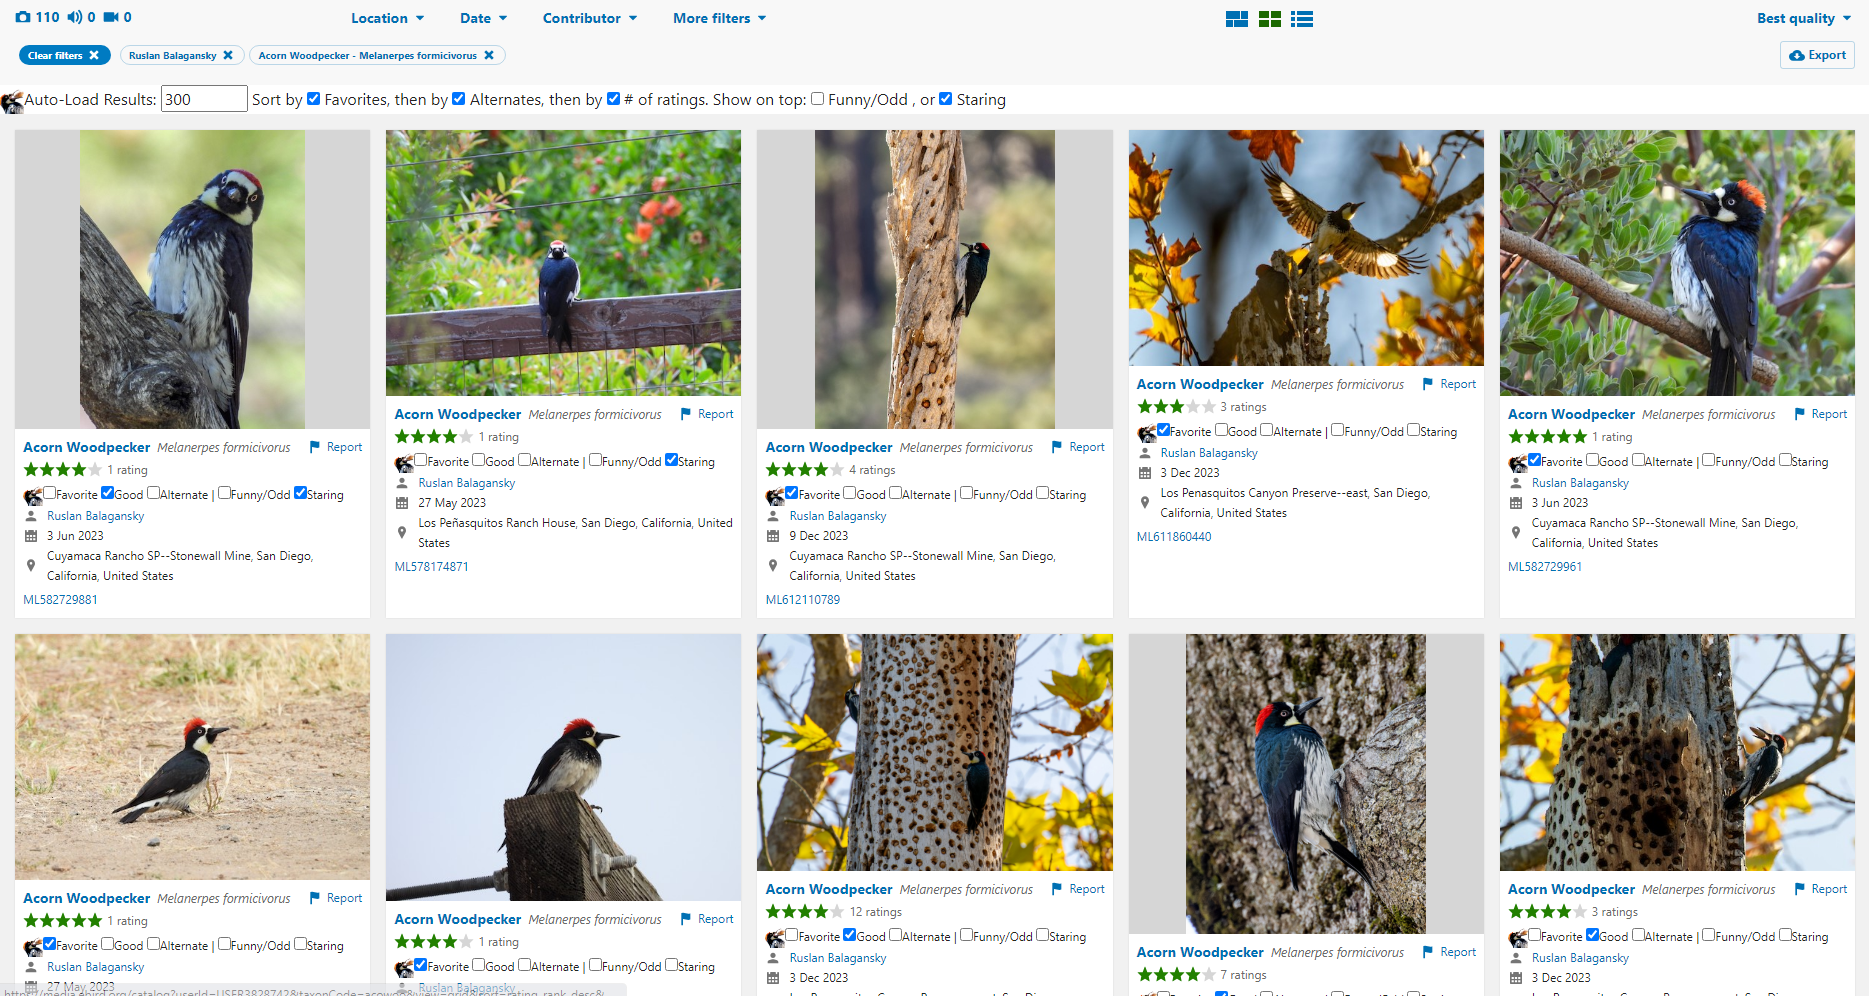 110 0 0 Location Date Contributor More filters Best quality
Clear filters Ruslan Balagansky Acorn Woodpecker - Melanerpes formicivorus Export
Auto-Load Results: 300 Sort by Favorites, then by Alternates, then by # of ratings. Show on top: Funny/Odd , or Staring
Acorn Woodpecker Melanerpes formicivorus Report
1 rating
Favorite Good Alternate | Funny/Odd Staring
Ruslan Balagansky
3 Jun 2023
Cuyamaca Rancho SP--Stonewall Mine, San Diego,
California, United States
ML582729881
Acorn Woodpecker Melanerpes formicivorus Report
1 rating
Favorite Good Alternate | Funny/Odd Staring
Ruslan Balagansky
27 May 2023
Los Peñasquitos Ranch House, San Diego, California, United
States
ML578174871
Acorn Woodpecker Melanerpes formicivorus Report
4 ratings
Favorite Good Alternate | Funny/Odd Staring
Ruslan Balagansky
9 Dec 2023
Cuyamaca Rancho SP--Stonewall Mine, San Diego,
California, United States
ML612110789
Acorn Woodpecker Melanerpes formicivorus Report
3 ratings
Favorite Good Alternate | Funny/Odd Staring
Ruslan Balagansky
3 Dec 2023
Los Penasquitos Canyon Preserve--east, San Diego,
California, United States
ML611860440
Acorn Woodpecker Melanerpes formicivorus Report
1 rating
Favorite Good Alternate | Funny/Odd Staring
Ruslan Balagansky
3 Jun 2023
Cuyamaca Rancho SP--Stonewall Mine, San Diego,
California, United States
ML582729961
Acorn Woodpecker Melanerpes formicivorus Report
1 rating
Favorite Good Alternate | Funny/Odd Staring
Ruslan Balagansky
27 May 2023
Acorn Woodpecker Melanerpes formicivorus Report
1 rating
Favorite Good Alternate | Funny/Odd Staring
Ruslan Balagansky
Acorn Woodpecker Melanerpes formicivorus Report
12 ratings
Favorite Good Alternate | Funny/Odd Staring
Ruslan Balagansky
3 Dec 2023
Acorn Woodpecker Melanerpes formicivorus Report
7 ratings
Acorn Woodpecker Melanerpes formicivorus Report
3 ratings
Favorite Good Alternate | Funny/Odd Staring
Ruslan Balagansky
3 Dec 2023